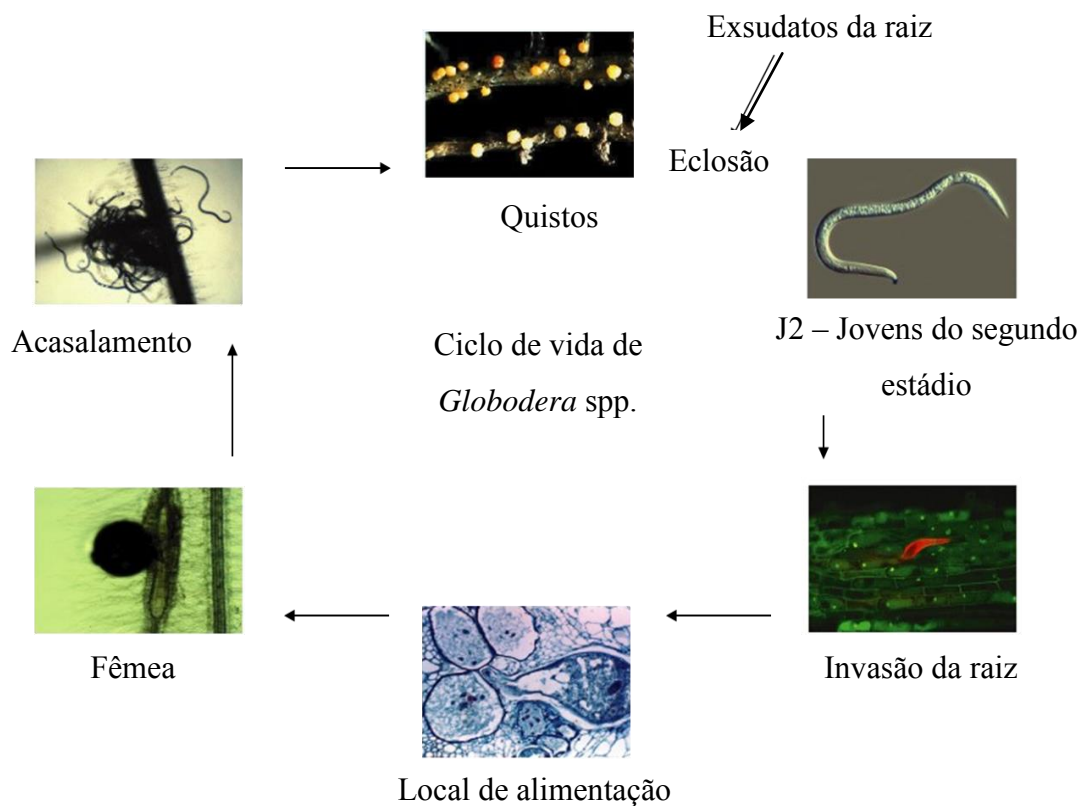 Exsudatos da raiz
Eclosão
Quistos
Acasalamento
J2 – Jovens do segundo
estádio
Ciclo de vida de
Globodera spp.
Fêmea
Invasão da raiz
Local de alimentação